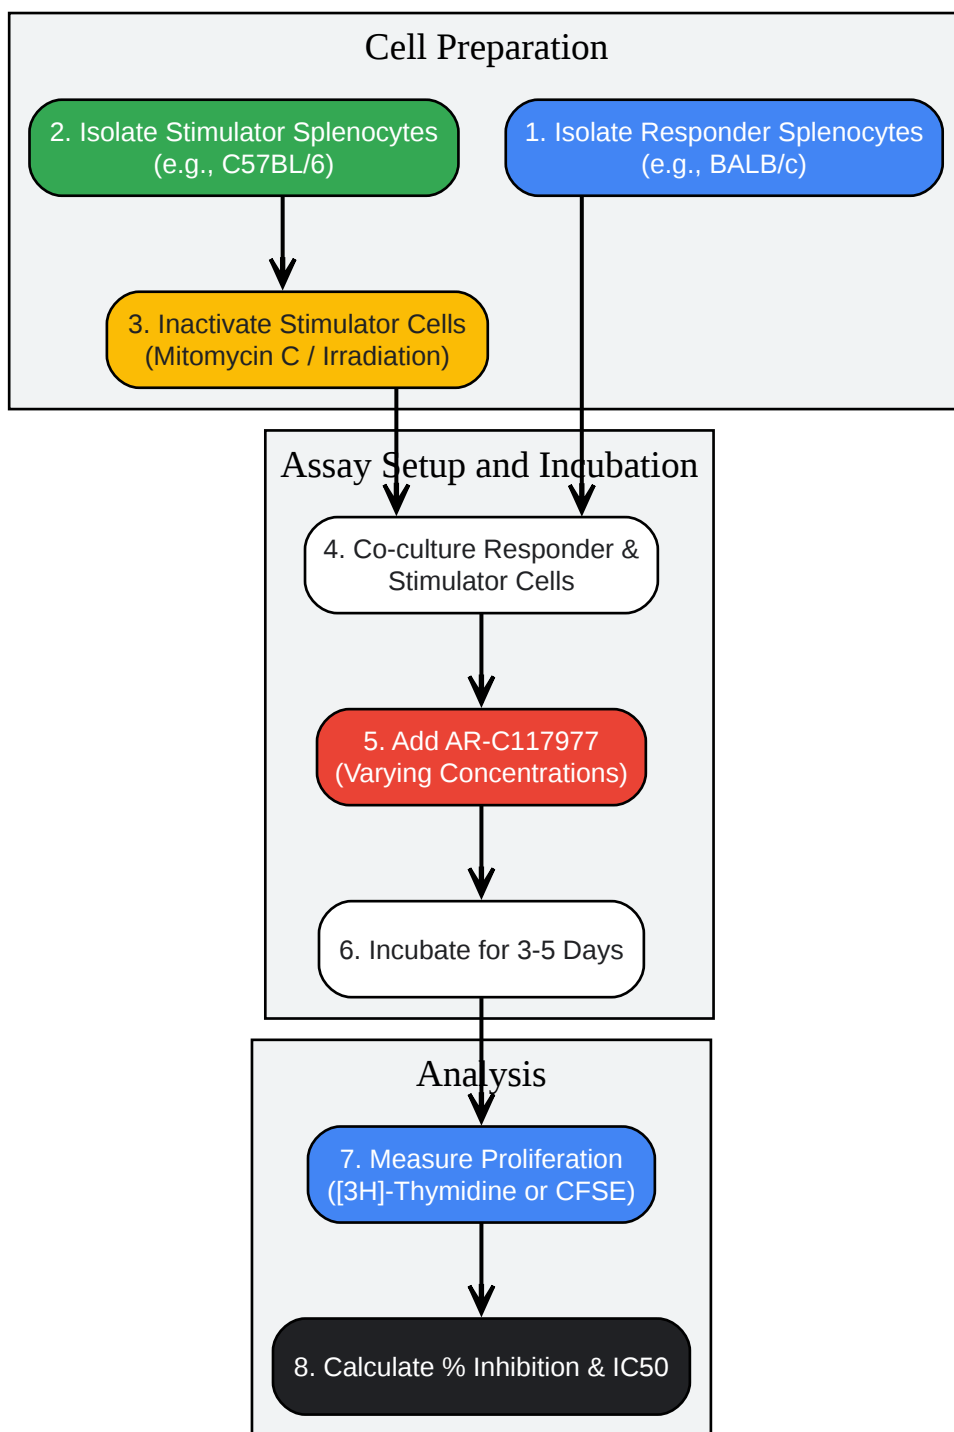 Cell Preparation
2. Isolate Stimulator Splenocytes
(e.g., C57BL/6)
1. Isolate Responder Splenocytes
(e.g., BALB/c)
3. Inactivate Stimulator Cells
(Mitomycin C / Irradiation)
Assay Setup and Incubation
4. Co-culture Responder &
Stimulator Cells
5. Add AR-C117977
(Varying Concentrations)
6. Incubate for 3-5 Days
Analysis
7. Measure Proliferation
([3H]-Thymidine or CFSE)
8. Calculate % Inhibition & IC50